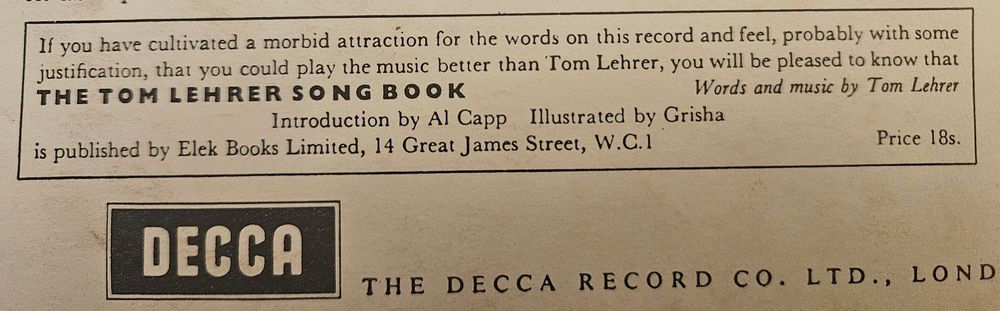 If you have cultivated a morbid attraction for the words on this record and feel, probably with some
justification, that you could play the music better than Tom Lehrer, you will be pleased to know that
THE TOM LEHRER SONG BOOK Words and music by Tom Lehrer
Introduction by Al Capp Illustrated by Grisha
is published by Elek Books Limited, 14 Great James Street, W.C.1 Price 18s.
DECCA
THE DECCA RECORD CO. LTD., LOND